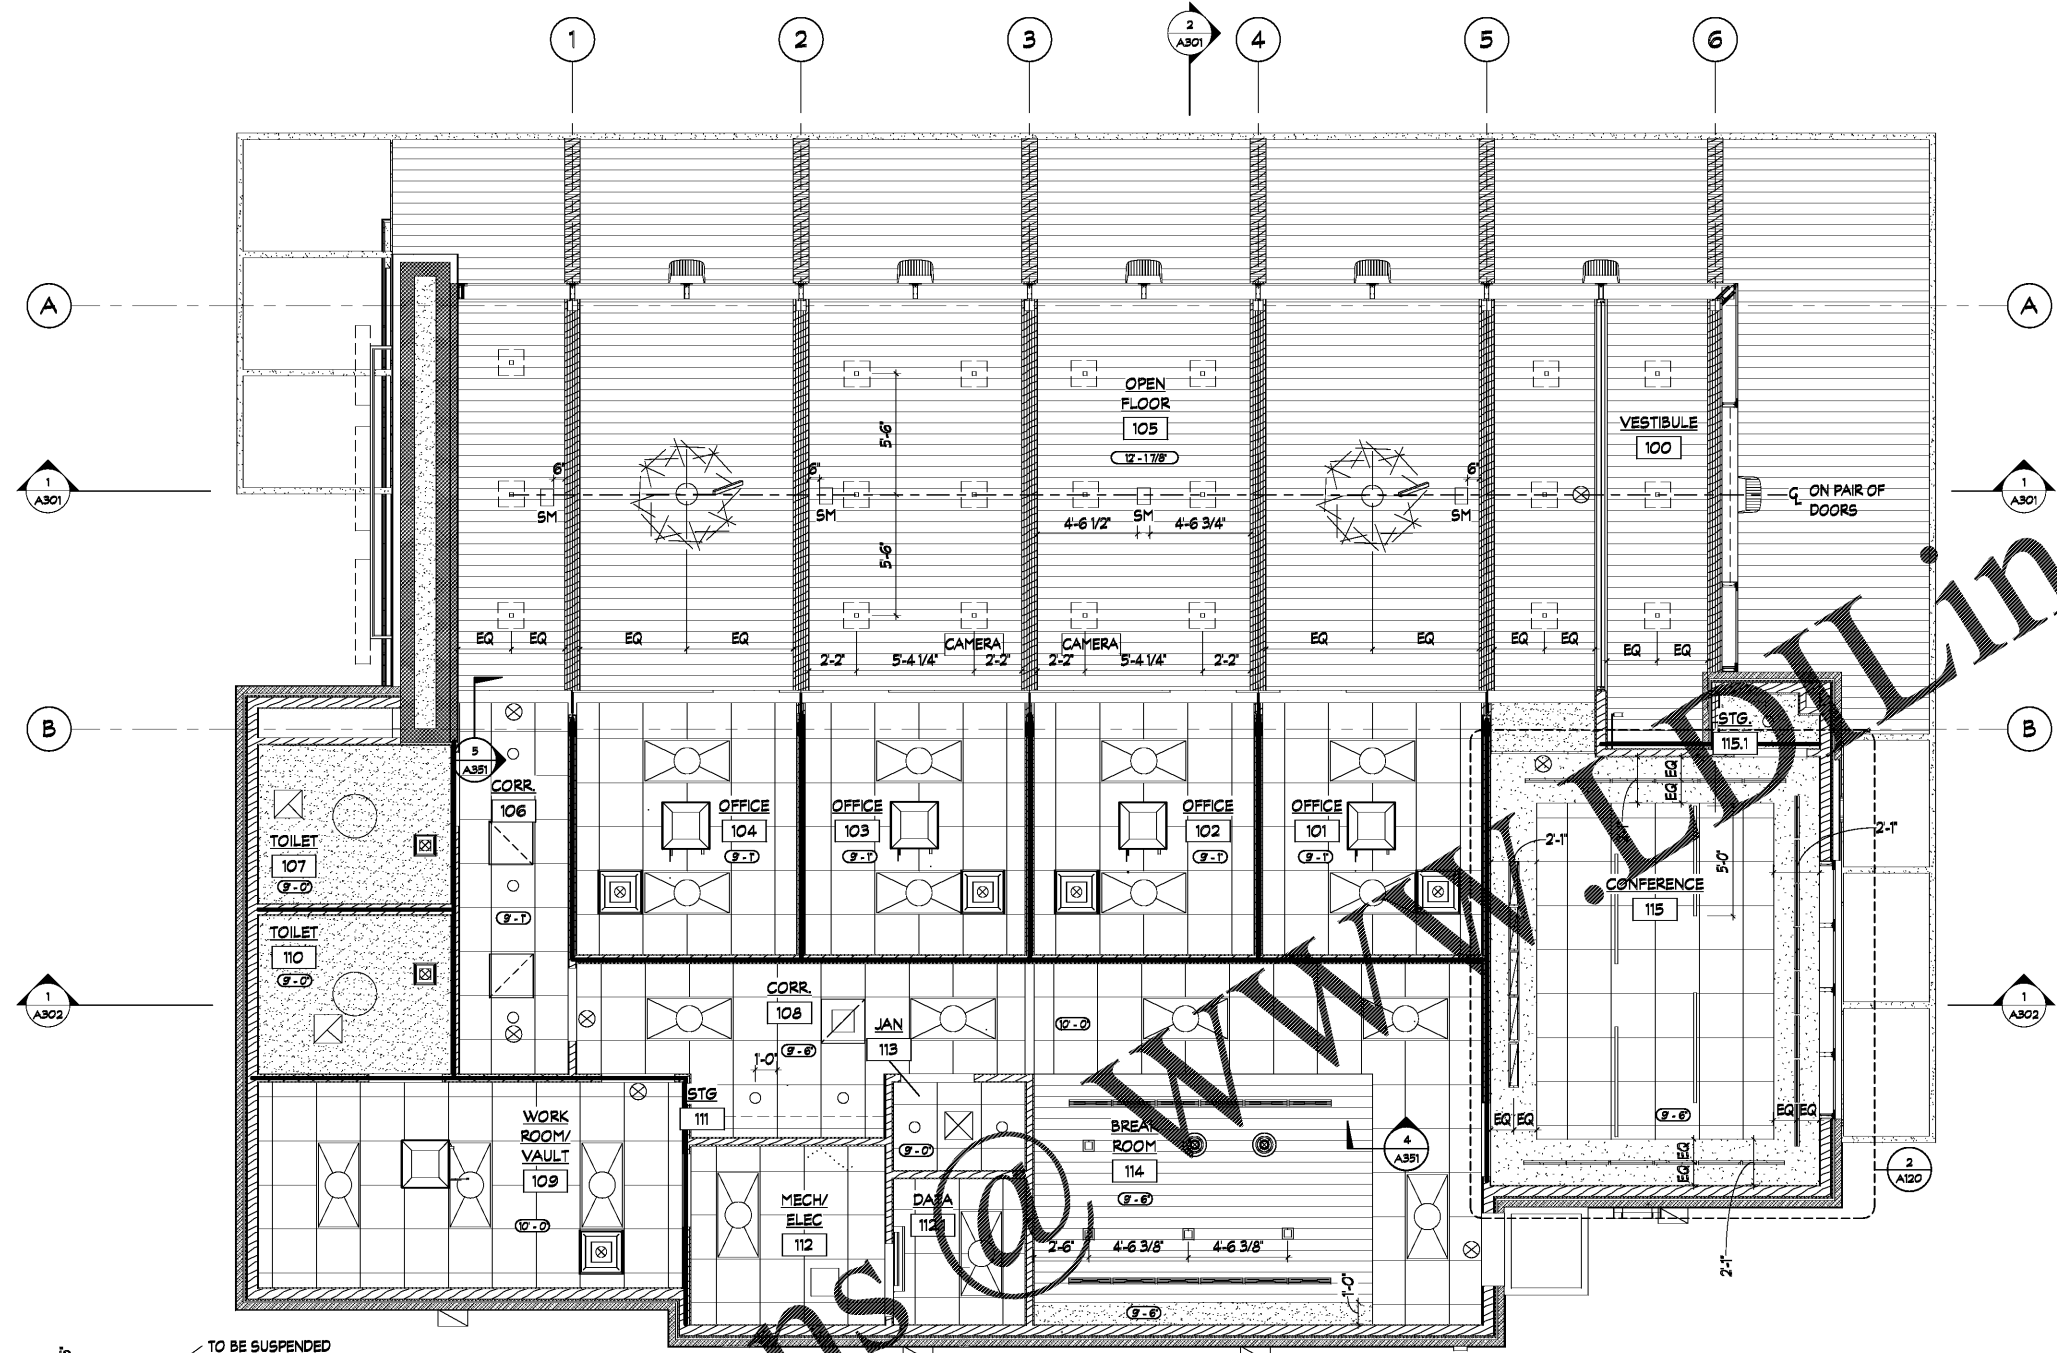 1
2
3
2
A301
4
5
6
A
A
OPEN
FLOOR
105
12' - 1 7/8"
VESTIBULE
100
5'-6"
6"
6"
6"
1
A301
1
A301
SM
SM
SM
SM
4'-6 1/2"
4'-6 3/4"
℄ ON PAIR OF
DOORS
5'-6"
EQ
EQ
EQ
EQ
CAMERA
CAMERA
EQ
EQ
EQ
EQ
EQ
EQ
2'-2"
5'-4 1/4"
2'-2"
2'-2"
5'-4 1/4"
2'-2"
B
B
STG.
115.1
5
A351
EQ
EQ
CORR.
106
OFFICE
104
9' - 1"
OFFICE
103
9' - 1"
OFFICE
102
9' - 1"
OFFICE
101
9' - 1"
TOILET
107
9' - 0"
2'-1"
2'-1"
5'-0"
CONFERENCE
115
9' - 1"
TOILET
110
9' - 0"
CORR.
108
9' - 6"
10' - 0"
1
A302
1
A302
JAN
113
9' - 0"
1'-0"
STG
111
WORK
ROOM/
VAULT
109
10' - 0"
9' - 6"
EQ
EQ
EQ
EQ
EQ
EQ
BREAK
ROOM
114
9' - 6"
4
A351
2
A120
MECH/
ELEC
112
DATA
112.1
2'-6"
4'-6 3/8"
4'-6 3/8"
2'-1"
1'-0"
9' - 6"
TO BE SUSPENDED
ns @ www.LDILin